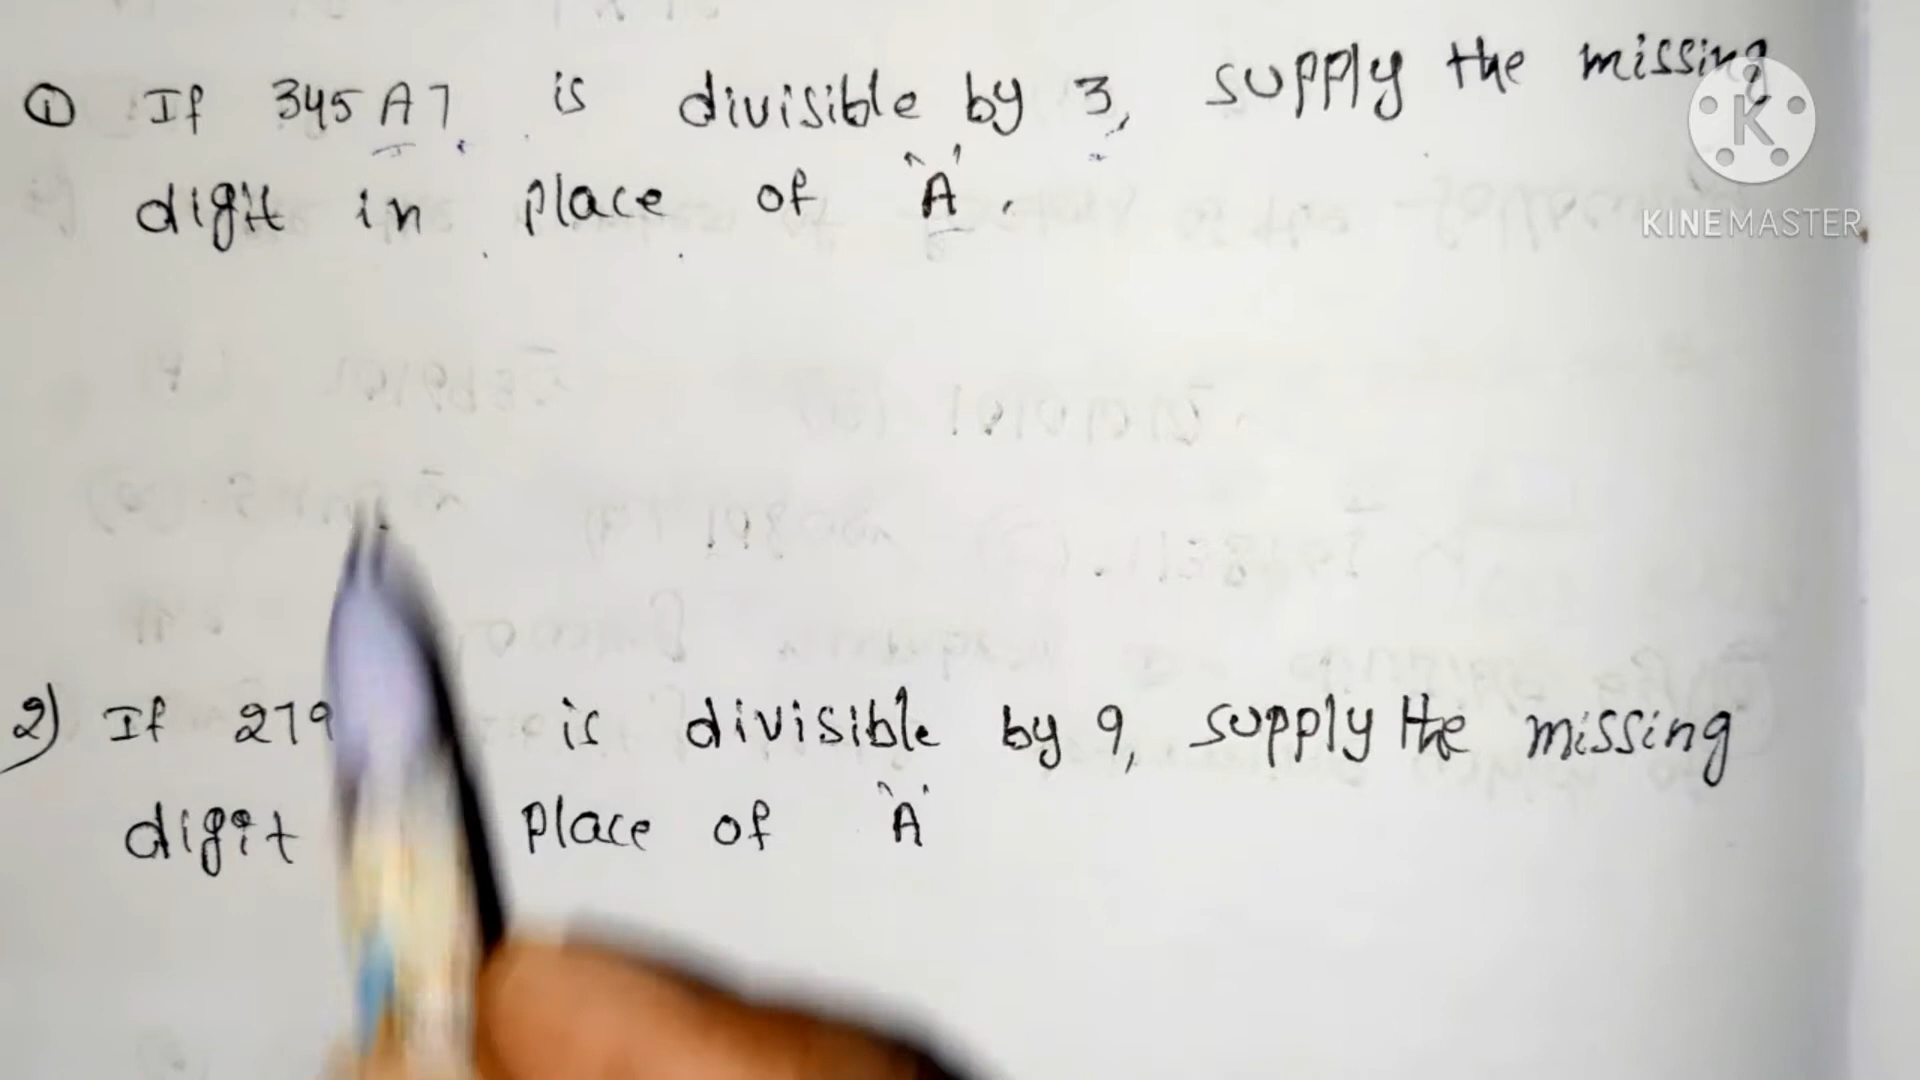 ① If 345A7 is divisible by 3, supply the missing
digit in place of 'A'.
2) If 279 is divisible by 9, supply the missing
digit place of 'A'
K
KINEMASTER